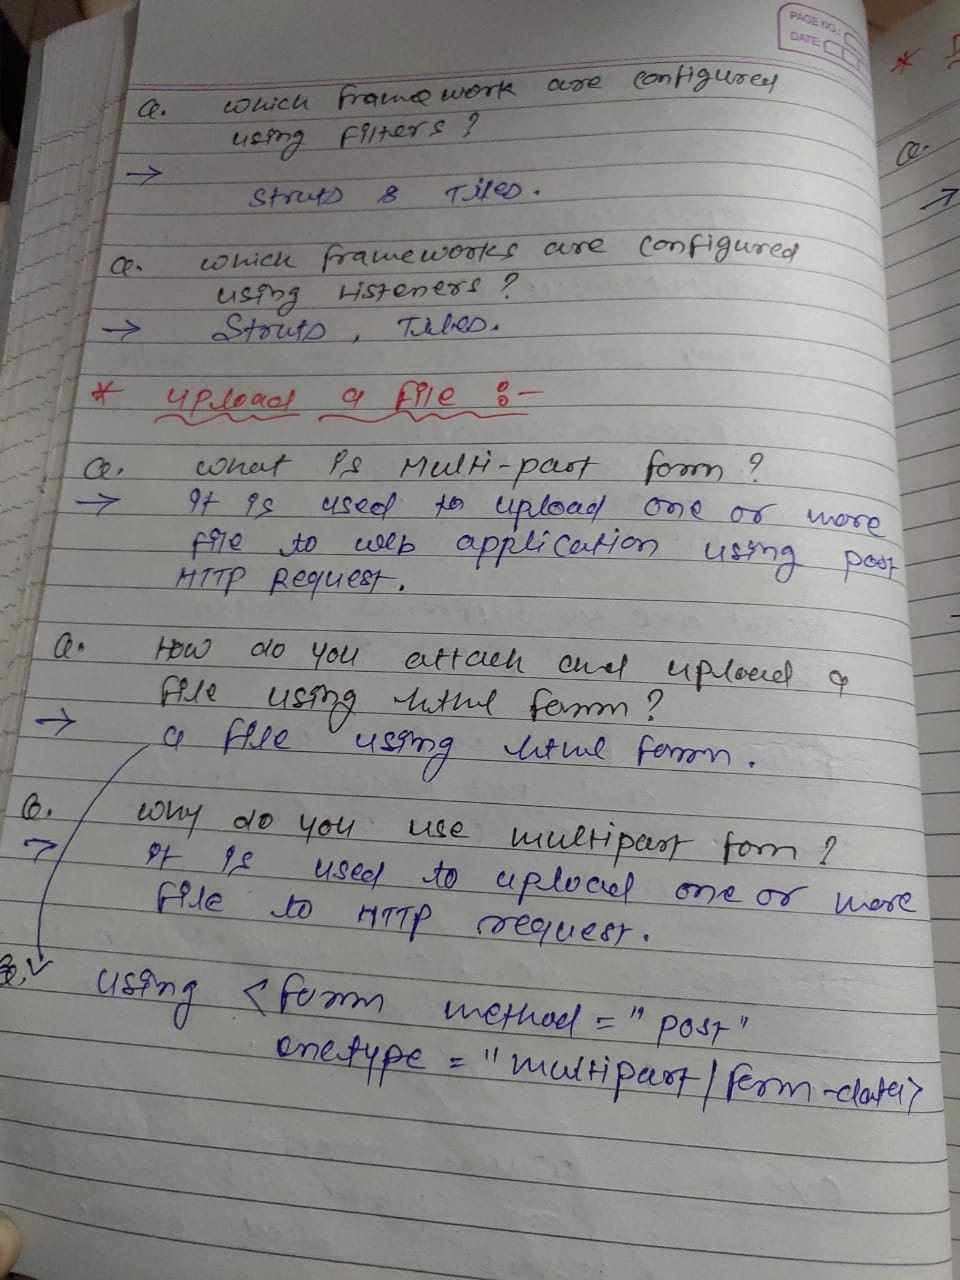 PAGE NO.:
DATE:
Q. which framework are configured
using filters?
→
Struts & Tiles.
Q. which frameworks are configured
using Listeners?
→ Struts, Tiles.
* upload a file :-
Q. what is Multi-part form?
→ It is used to upload one or more
file to web application using post
HTTP Request.
Q. How do you attach and upload a
file using html form?
→ a file using html form.
Q. why do you use multipart form?
→ It is used to upload one or more
file to HTTP request.
using <form method="post"
enctype="multipart/form-data>
*
Q.
→